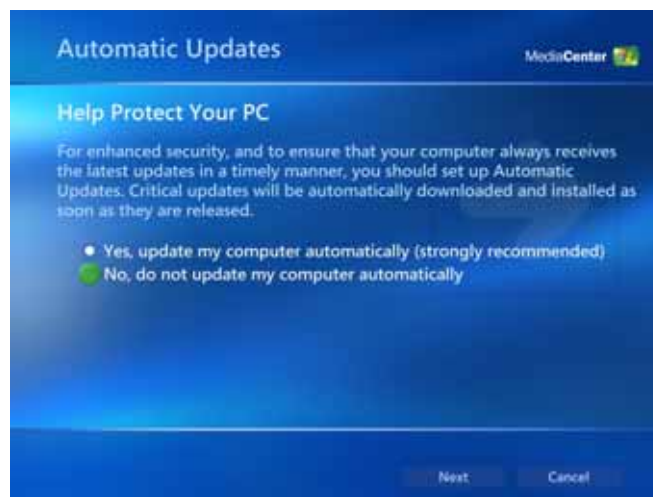 Automatic Updates
MediaCenter
Help Protect Your PC
For enhanced security, and to ensure that your computer always receives
the latest updates in a timely manner, you should set up Automatic
Updates. Critical updates will be automatically downloaded and installed as
soon as they are released.
Yes, update my computer automatically (strongly recommended)
No, do not update my computer automatically
Next Cancel